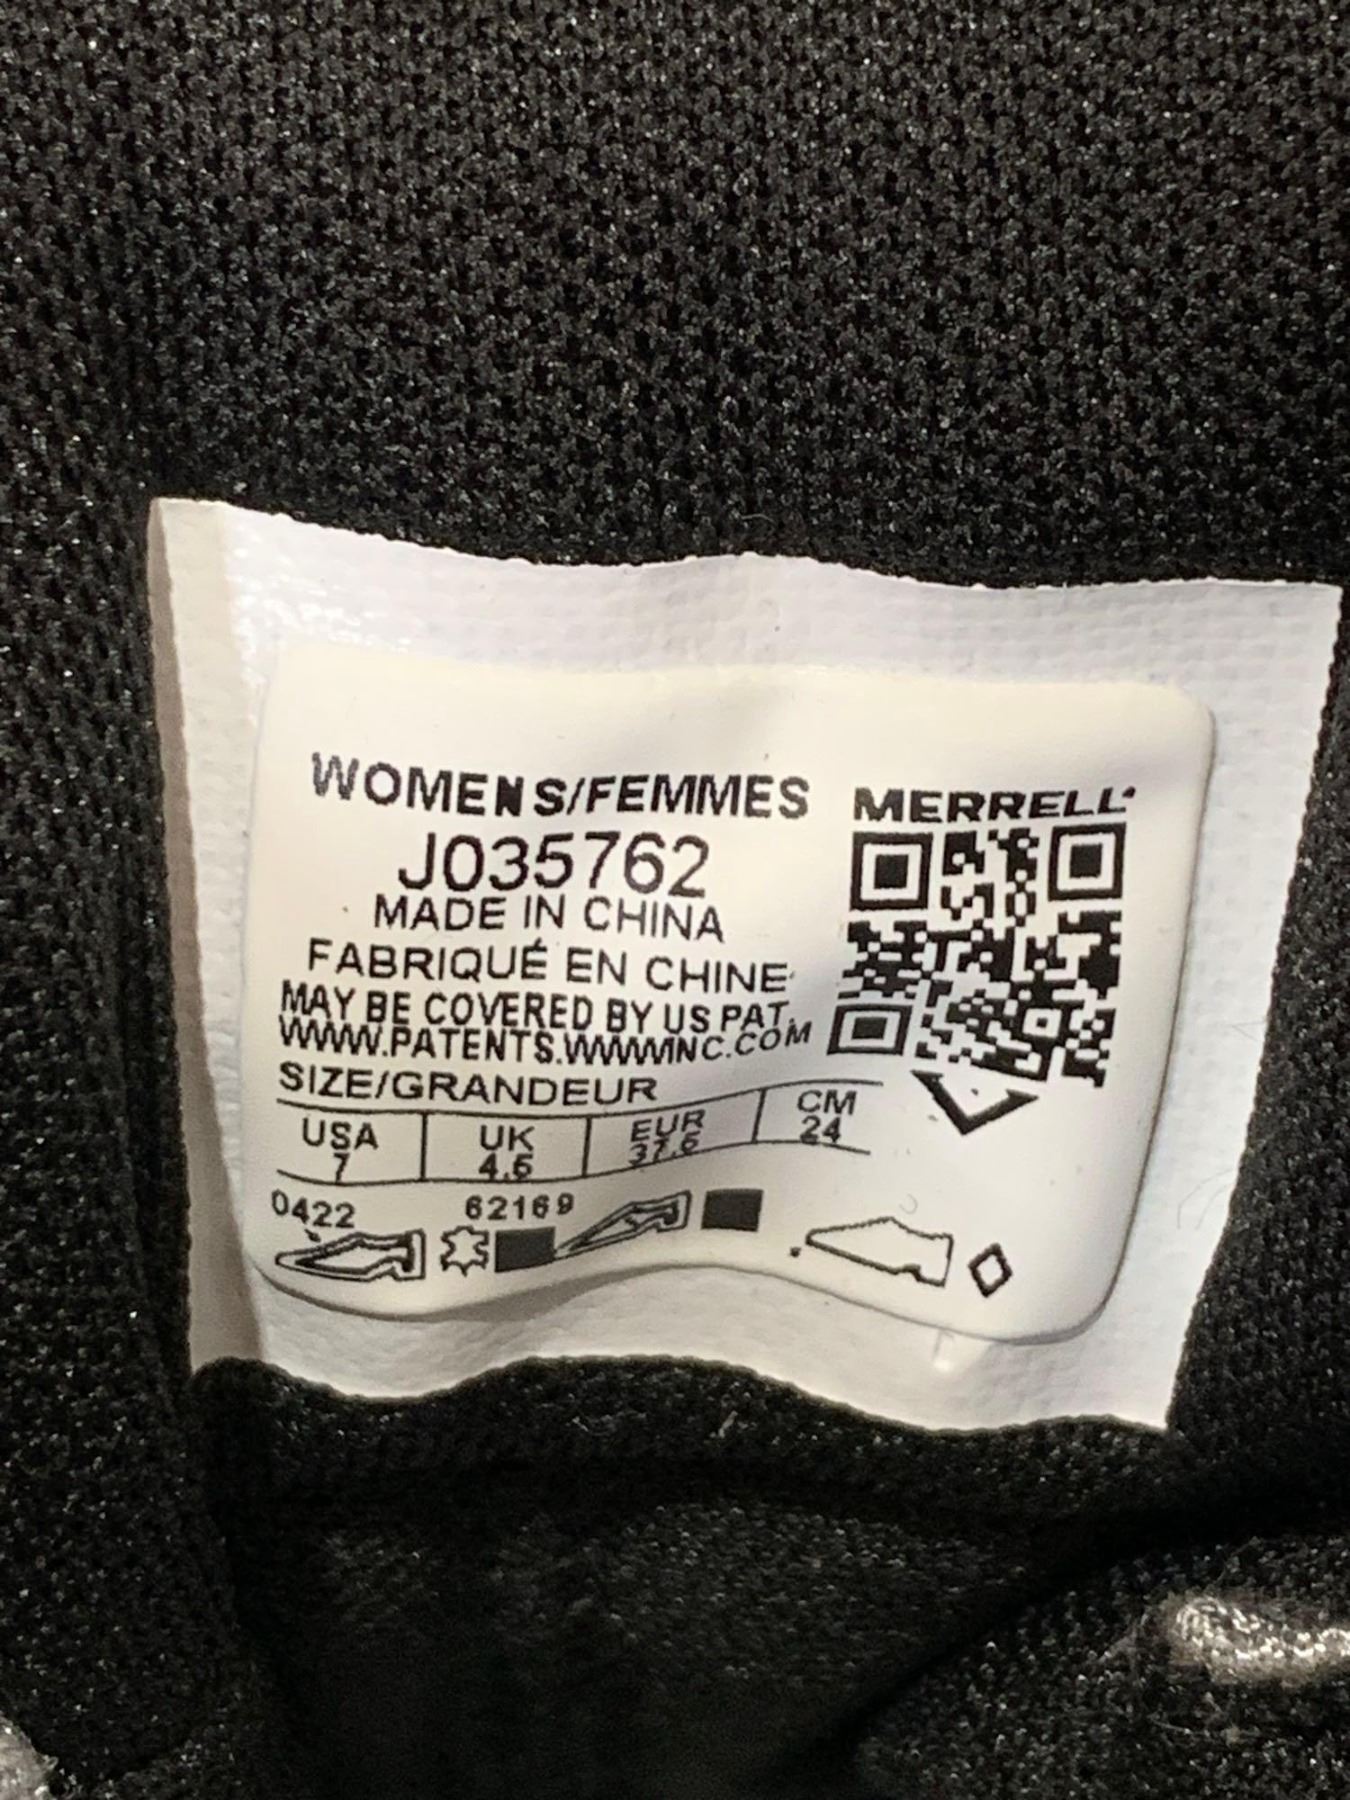 WOMENS/FEMMES
MERRELL
J035762
MADE IN CHINA
FABRIQUÉ EN CHINE
MAY BE COVERED BY US PAT.
WWW.PATENTS.WWWINC.COM
SIZE/GRANDEUR
USA UK EUR CM
7 4.5 37.5 24
0422 62169